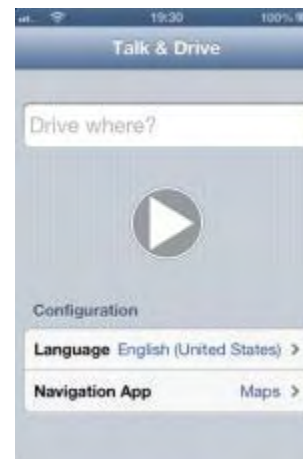 19:30 100%
Talk & Drive
Drive where?
Configuration
Language English (United States) >
Navigation App Maps >